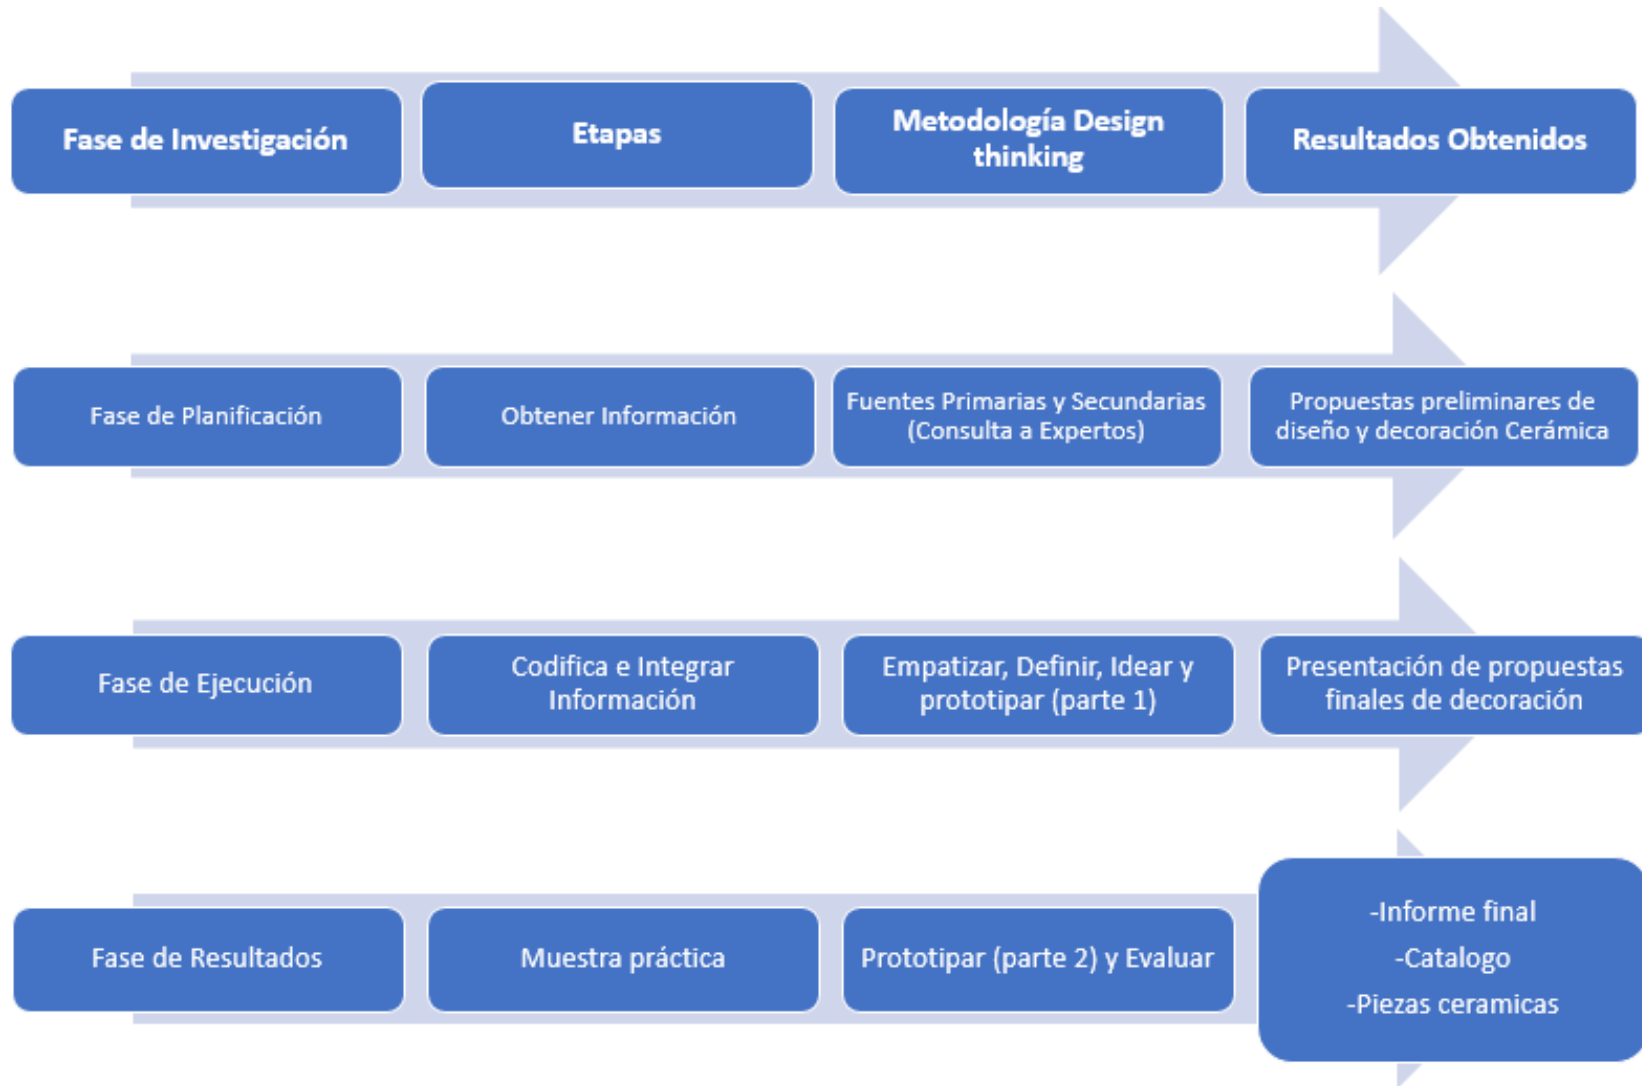 Fase de Investigación
Etapas
Metodología Design
thinking
Resultados Obtenidos
Fase de Planificación
Obtener Información
Fuentes Primarias y Secundarias
(Consulta a Expertos)
Propuestas preliminares de
diseño y decoración Cerámica
Fase de Ejecución
Codifica e Integrar
Información
Empatizar, Definir, Idear y
prototipar (parte 1)
Presentación de propuestas
finales de decoración
Fase de Resultados
Muestra práctica
Prototipar (parte 2) y Evaluar
-Informe final
-Catalogo
-Piezas ceramicas